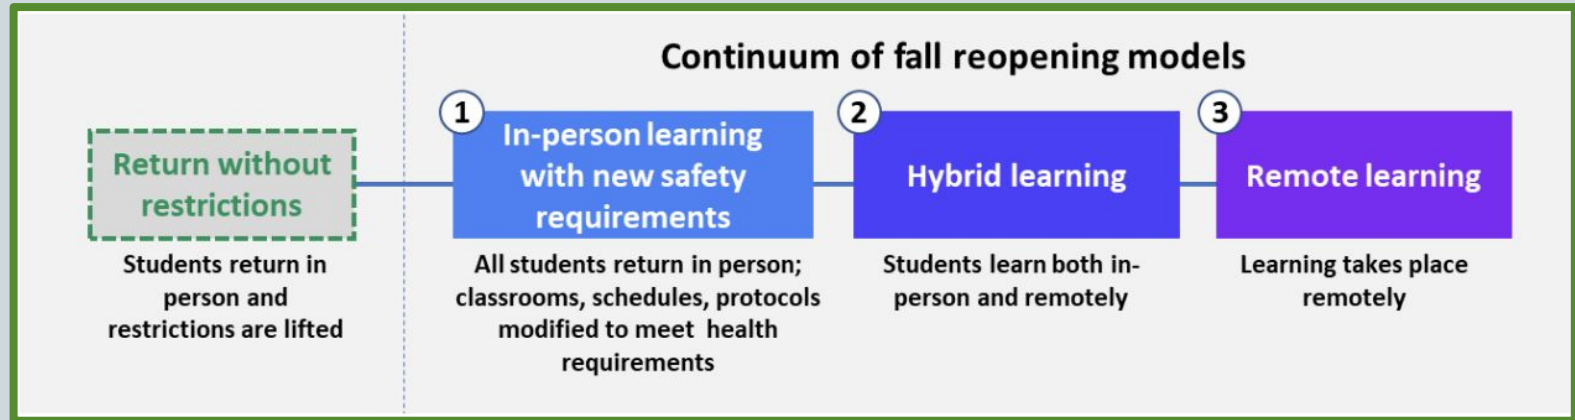 Continuum of fall reopening models
Return without
restrictions
Students return in
person and
restrictions are lifted
1
In-person learning
with new safety
requirements
All students return in person;
classrooms, schedules, protocols
modified to meet health
requirements
2
Hybrid learning
Students learn both in-
person and remotely
3
Remote learning
Learning takes place
remotely